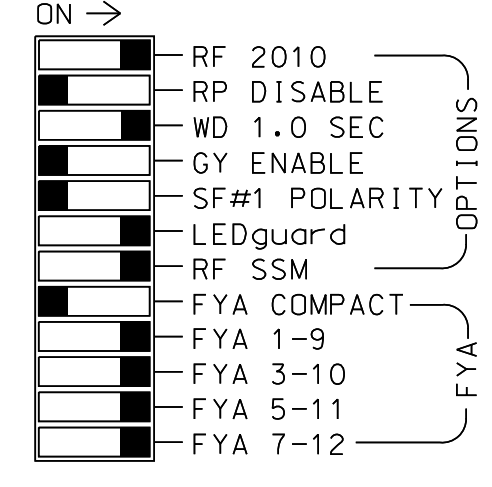 ON →
RF 2010
RP DISABLE
WD 1.0 SEC
GY ENABLE
SF#1 POLARITY
LEDguard
RF SSM
OPTIONS
FYA COMPACT
FYA 1-9
FYA 3-10
FYA 5-11
FYA 7-12
FYA